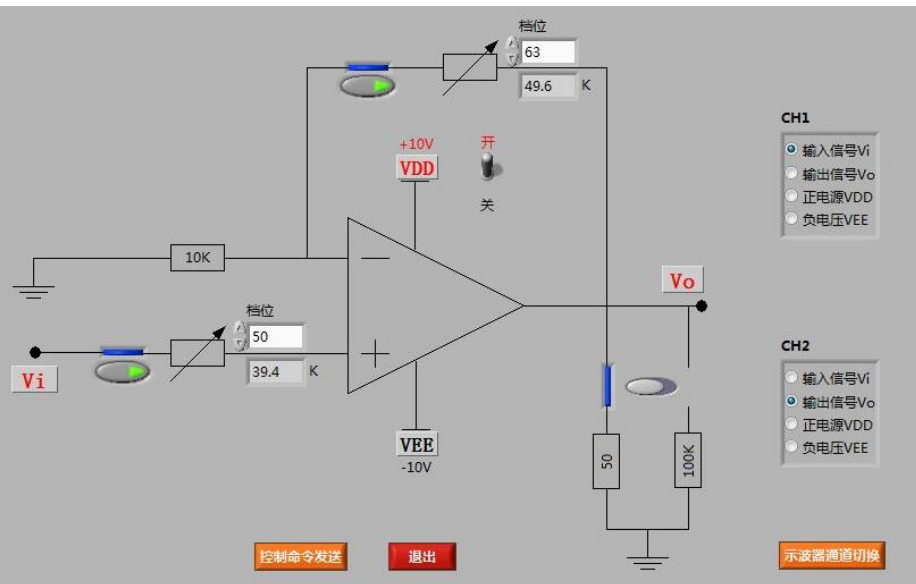 档位
63
49.6 K
CH1
输入信号Vi
输出信号Vo
正电源VDD
负电压VEE
+10V
VDD
开
关
10K
Vo
档位
50
39.4 K
Vi
CH2
输入信号Vi
输出信号Vo
正电源VDD
负电压VEE
VEE
-10V
50
100K
控制命令发送
退出
示波器通道切换